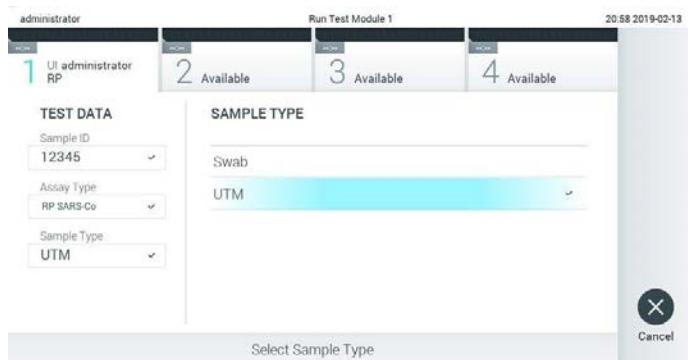 administrator Run Test Module 1 20:58 2019-02-13
1 UI administrator
RP
2 Available
3 Available
4 Available
TEST DATA
Sample ID
12345
Assay Type
RP SARS-Co
Sample Type
UTM
SAMPLE TYPE
Swab
UTM
Select Sample Type
Cancel